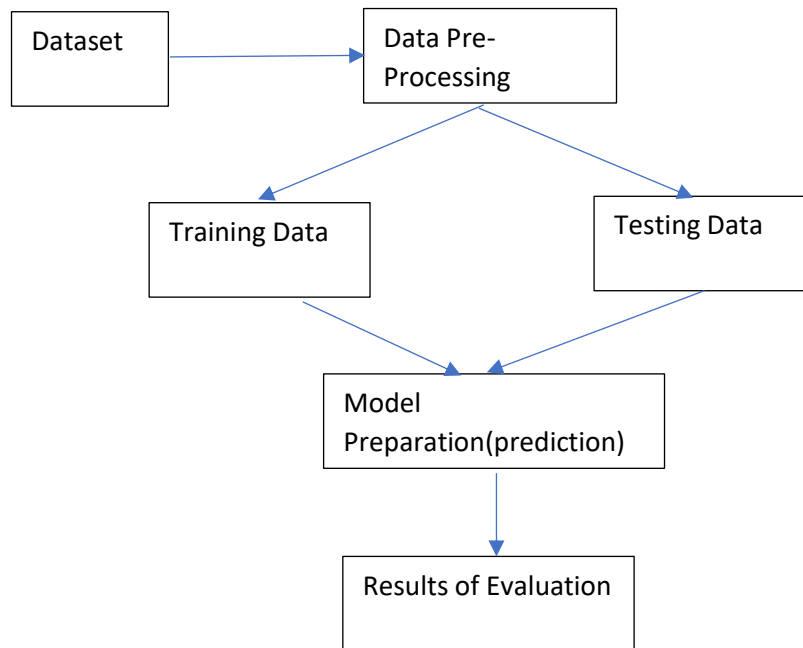 Dataset
Data Pre-
Processing
Training Data
Testing Data
Model
Preparation(prediction)
Results of Evaluation